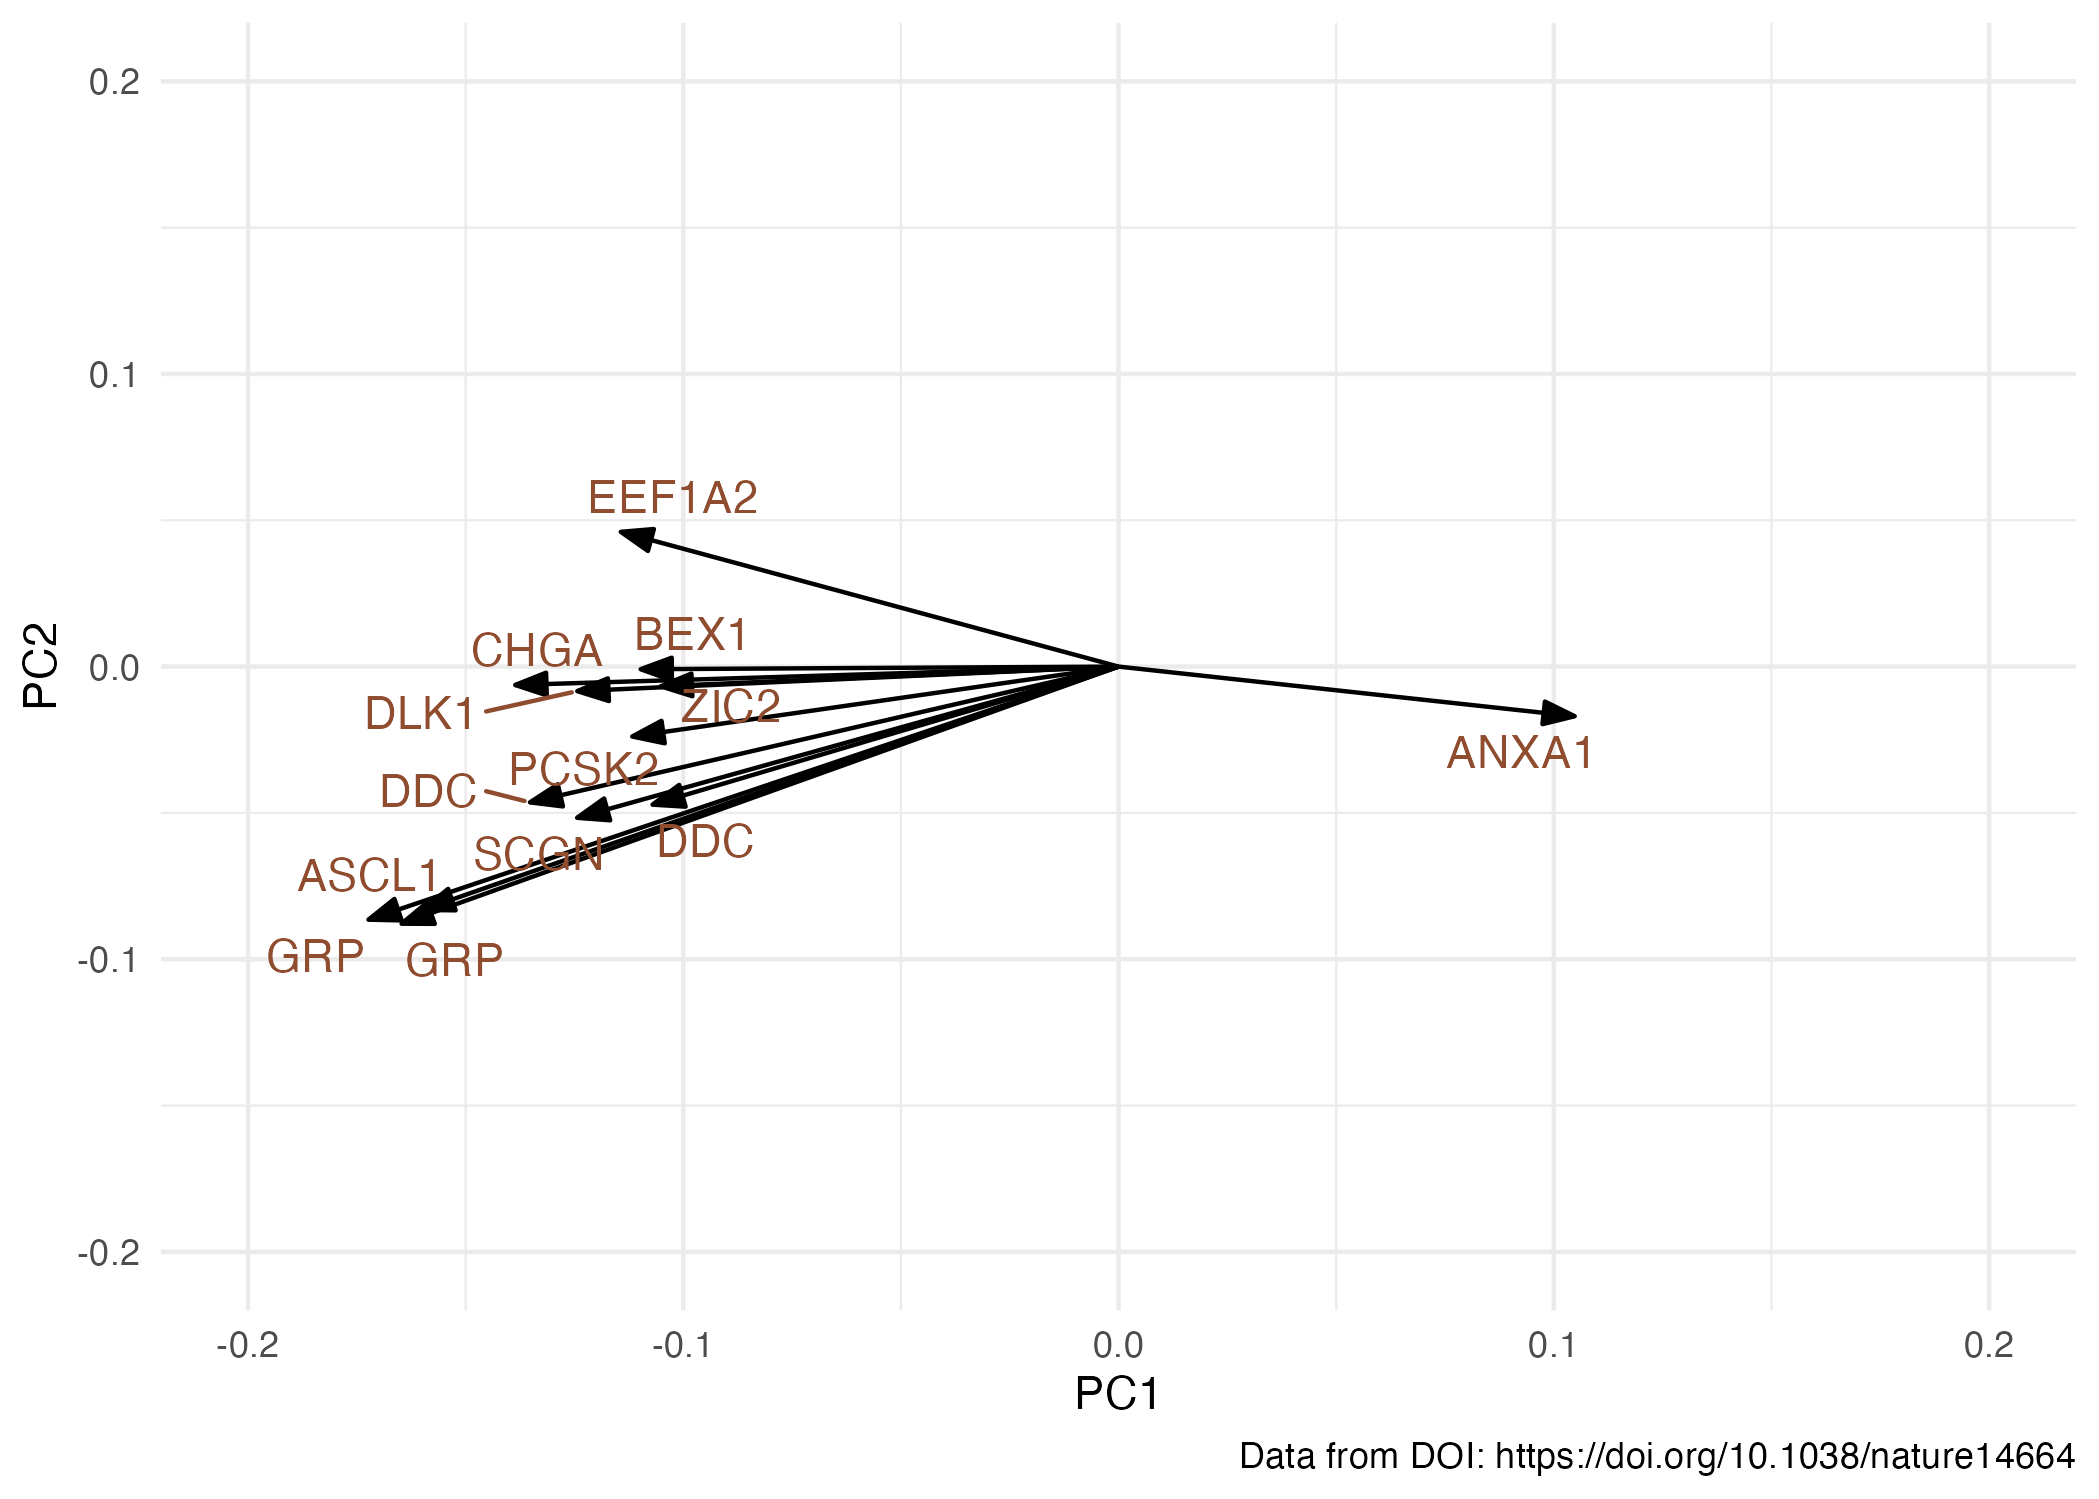 0.2
0.1
EEF1A2
BEX1
CHGA
PC2
0.0
ZIC2
DLK1
ANXA1
PCSK2
DDC
DDC
SCGN
ASCL1
GRP
GRP
-0.1
-0.2
-0.2
-0.1
0.0
0.1
0.2
PC1
Data from DOI: https://doi.org/10.1038/nature14664